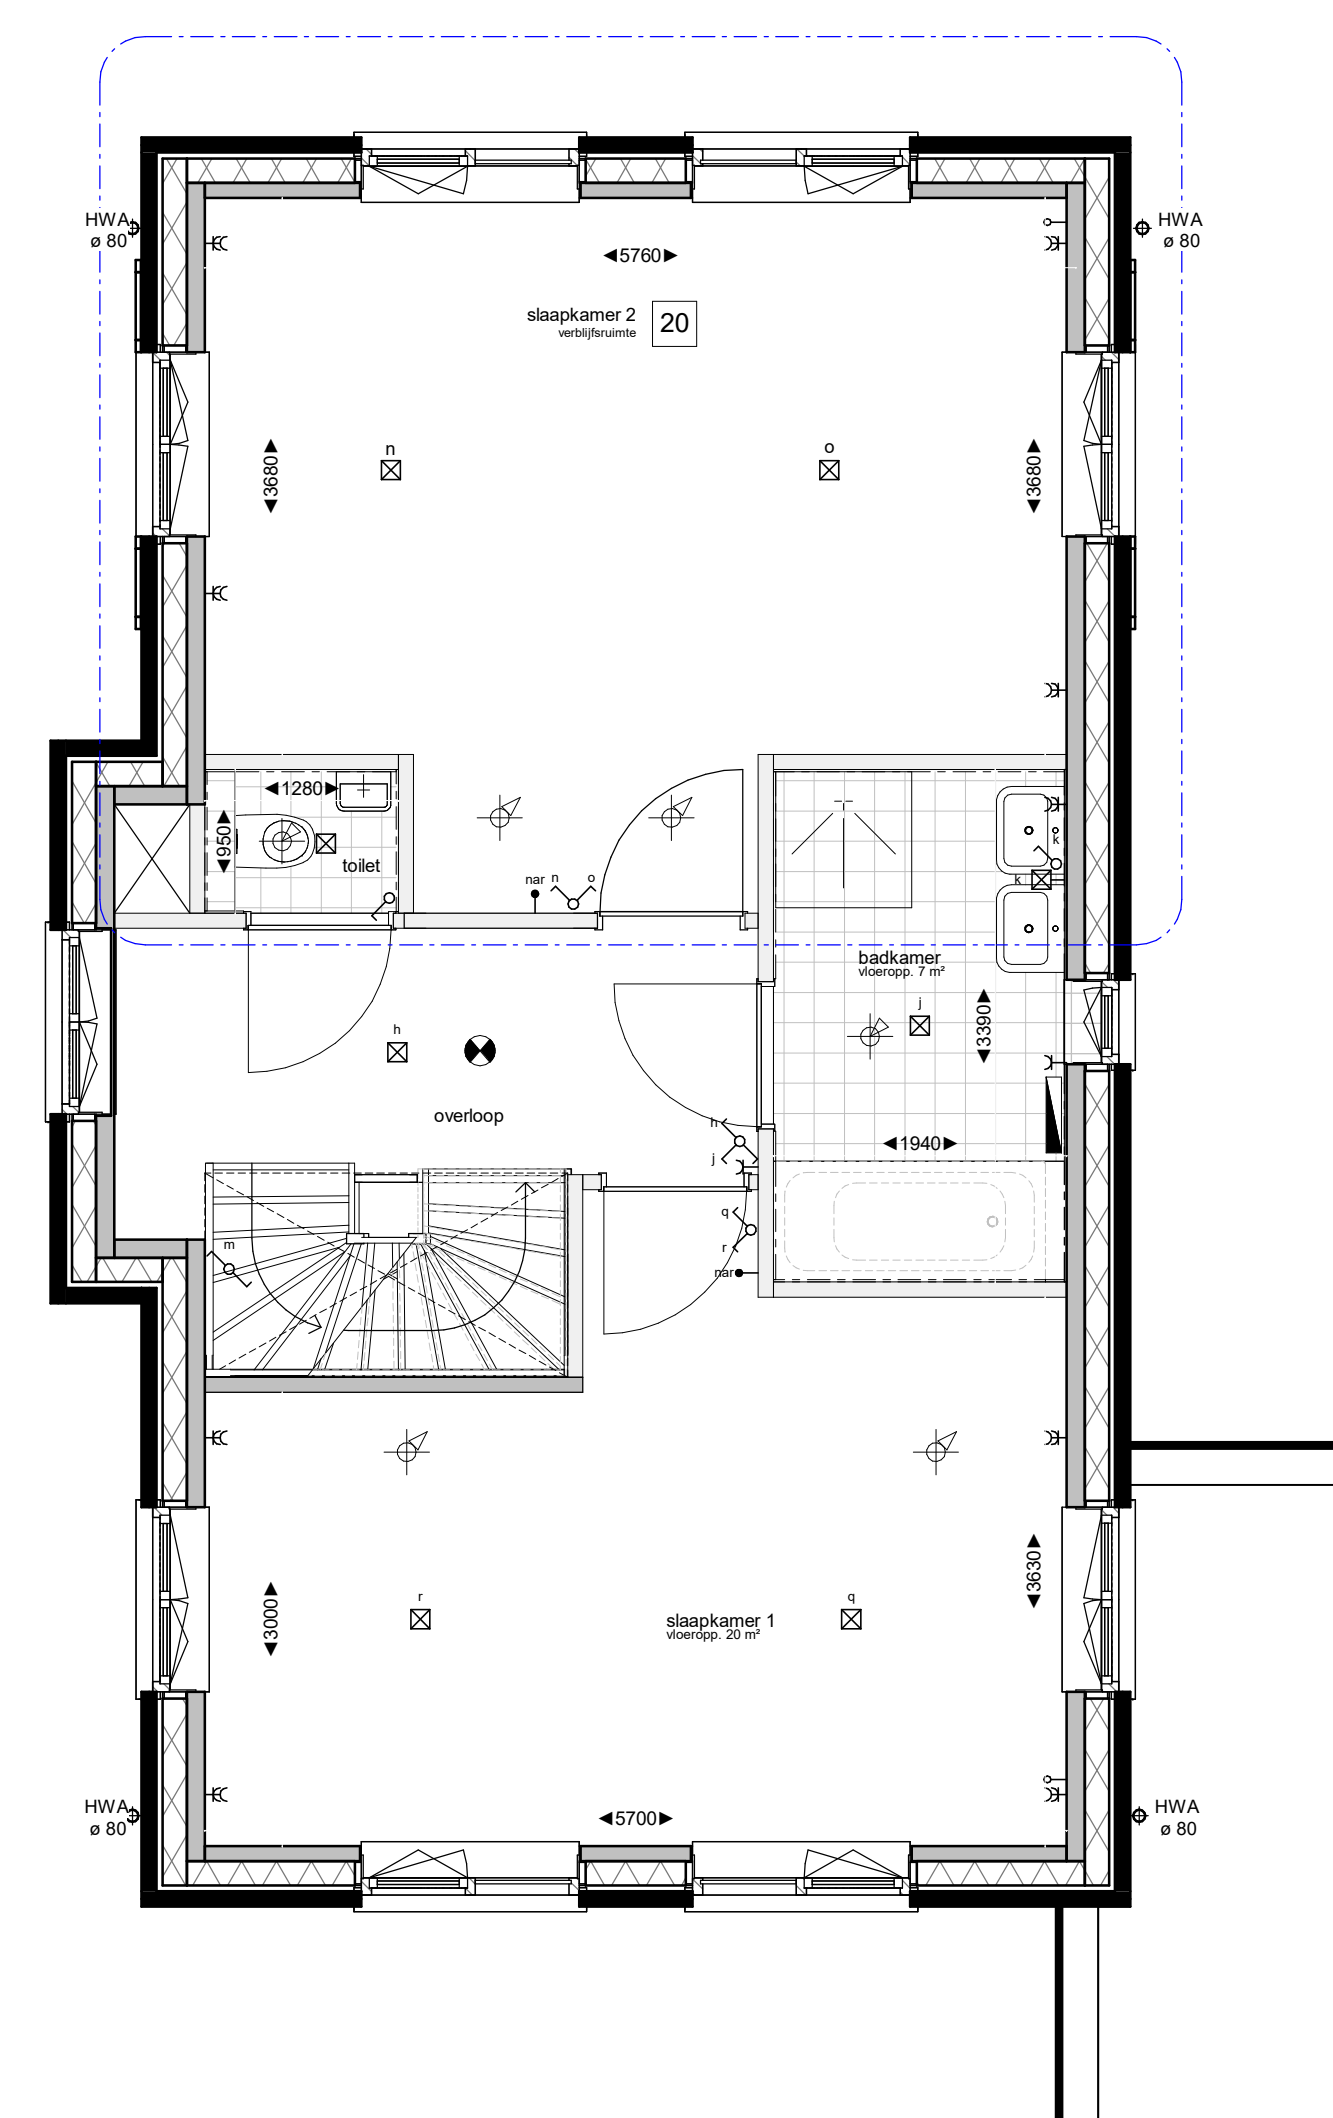 HWA
ø 80
HWA
ø 80
5760
slaapkamer 2
verblijfsruimte
20
n
o
3680
3680
1280
950
toilet
nar
n
o
k
k
badkamer
vloeropp. 7 m²
j
3390
h
overloop
h
j
1940
q
r
nar
m
r
q
slaapkamer 1
vloeropp. 20 m²
3000
3630
5700
HWA
ø 80
HWA
ø 80